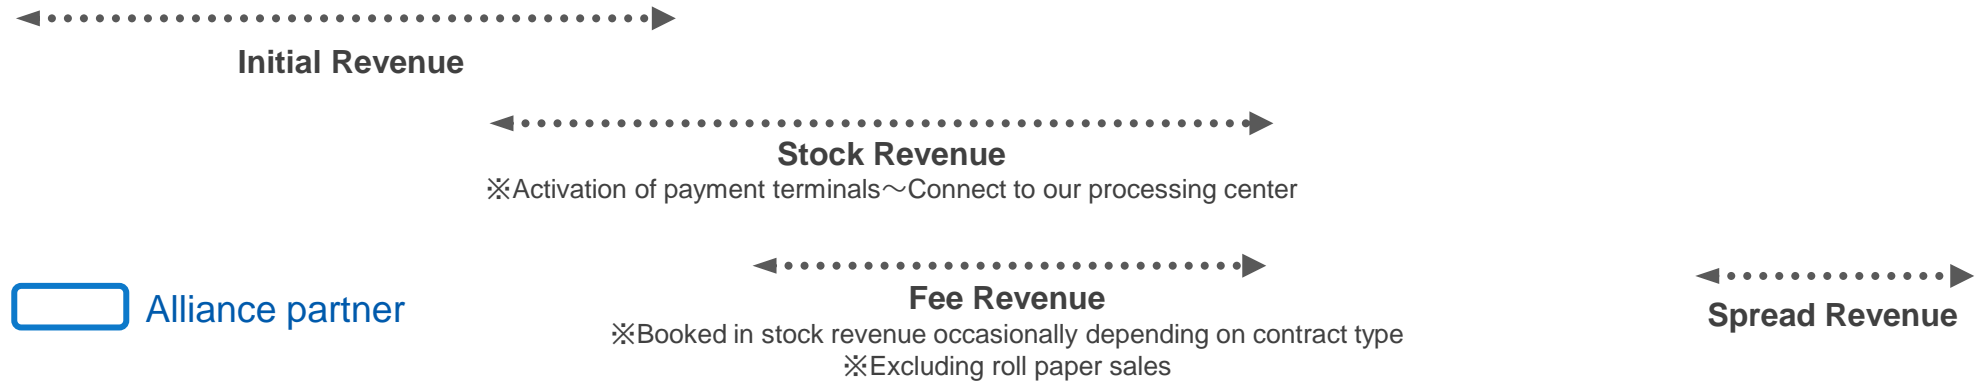 Initial Revenue
Stock Revenue
※Activation of payment terminals～Connect to our processing center
Alliance partner
Fee Revenue
※Booked in stock revenue occasionally depending on contract type
※Excluding roll paper sales
Spread Revenue